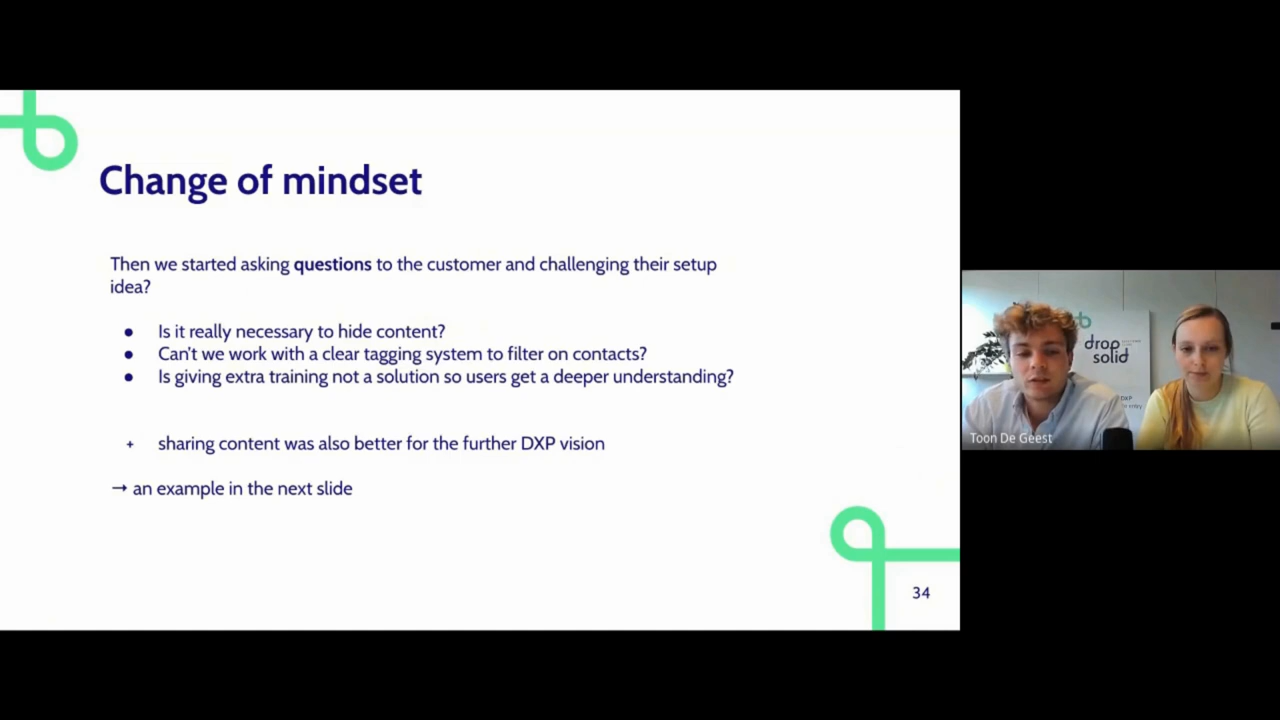 Change of mindset
Then we started asking questions to the customer and challenging their setup
idea?
● Is it really necessary to hide content?
● Can't we work with a clear tagging system to filter on contacts?
● Is giving extra training not a solution so users get a deeper understanding?
+ sharing content was also better for the further DXP vision
→ an example in the next slide
34
drop
solid
DXP
Toon De Geest